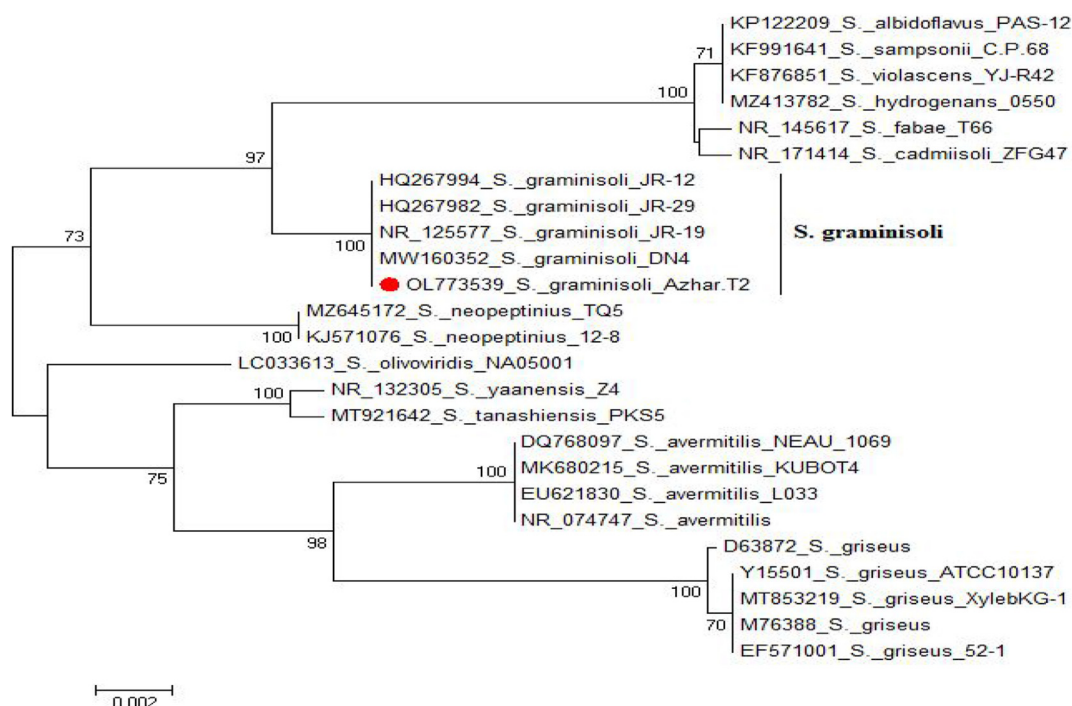 KP122209_S._albidoflavus_PAS-12
71
KF991641_S._sampsonii_C.P.68
KF876851_S._violascens_YJ-R42
100
MZ413782_S._hydrogenans_0550
NR_145617_S._fabae_T66
97
NR_171414_S._cadmiisoli_ZFG47
HQ267994_S._graminisoli_JR-12
HQ267982_S._graminisoli_JR-29
73
NR_125577_S._graminisoli_JR-19
S. graminisoli
100
MW160352_S._graminisoli_DN4
OL773539_S._graminisoli_Azhar.T2
MZ645172_S._neopeptinius_TQ5
100
KJ571076_S._neopeptinius_12-8
LC033613_S._olivoviridis_NA05001
100
NR_132305_S._yaanensis_Z4
MT921642_S._tanashiensis_PKS5
DQ768097_S._avermitilis_NEAU_1069
100
MK680215_S._avermitilis_KUBOT4
75
EU621830_S._avermitilis_L033
NR_074747_S._avermitilis
98
D63872_S._griseus
Y15501_S._griseus_ATCC10137
100
MT853219_S._griseus_XylebKG-1
70
M76388_S._griseus
EF571001_S._griseus_52-1
0.002